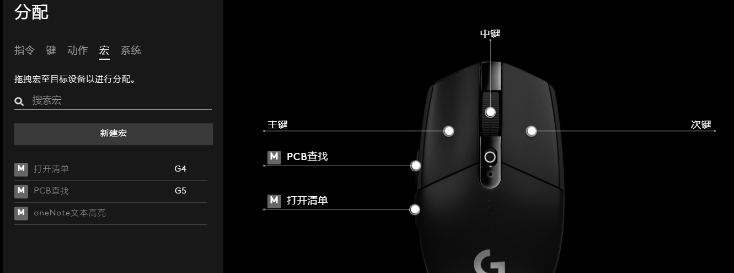 分配
指令 键 动作 宏 系统
拖拽宏至目标设备以进行分配。
搜索宏
新建宏
M 打开清单 G4
M PCB查找 G5
M oneNote文本高亮
中键
主键
次键
M PCB查找
M 打开清单
G